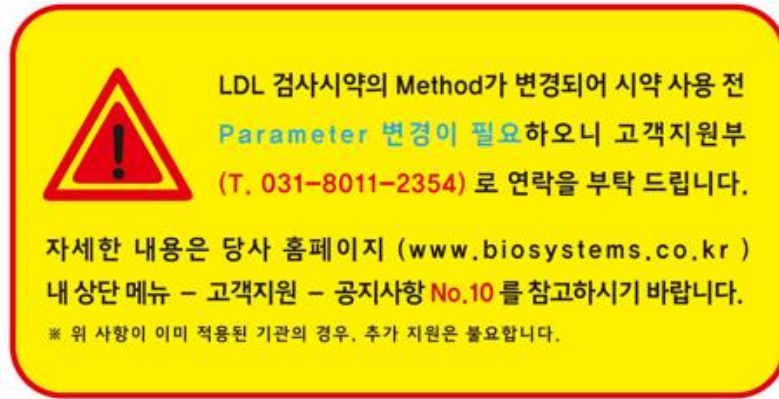 LDL 검사시약의 Method가 변경되어 시약 사용 전
Parameter 변경이 필요하오니 고객지원부
(T. 031-8011-2354) 로 연락을 부탁 드립니다.
자세한 내용은 당사 홈페이지 (www.biosystems.co.kr )
내 상단 메뉴 - 고객지원 - 공지사항 No.10 를 참고하시기 바랍니다.
※ 위 사항이 이미 적용된 기관의 경우, 추가 지원은 불요합니다.